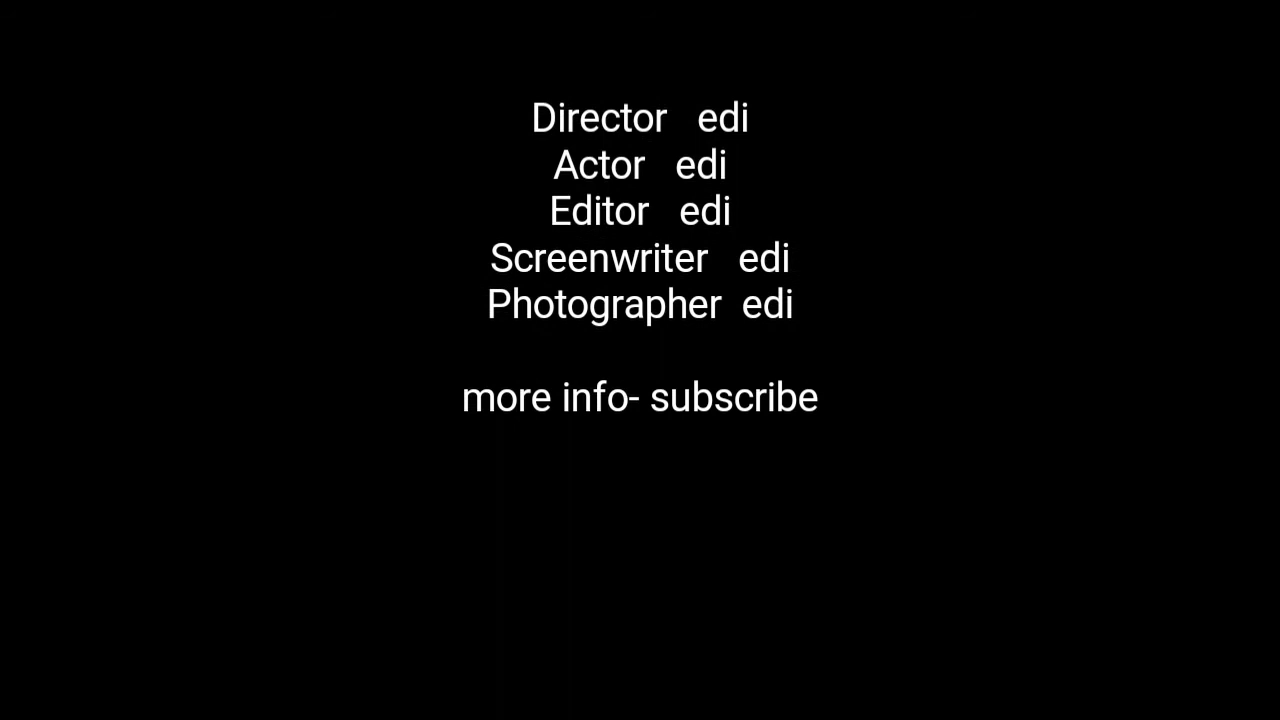 Director   edi
Actor   edi
Editor   edi
Screenwriter   edi
Photographer  edi
more info- subscribe